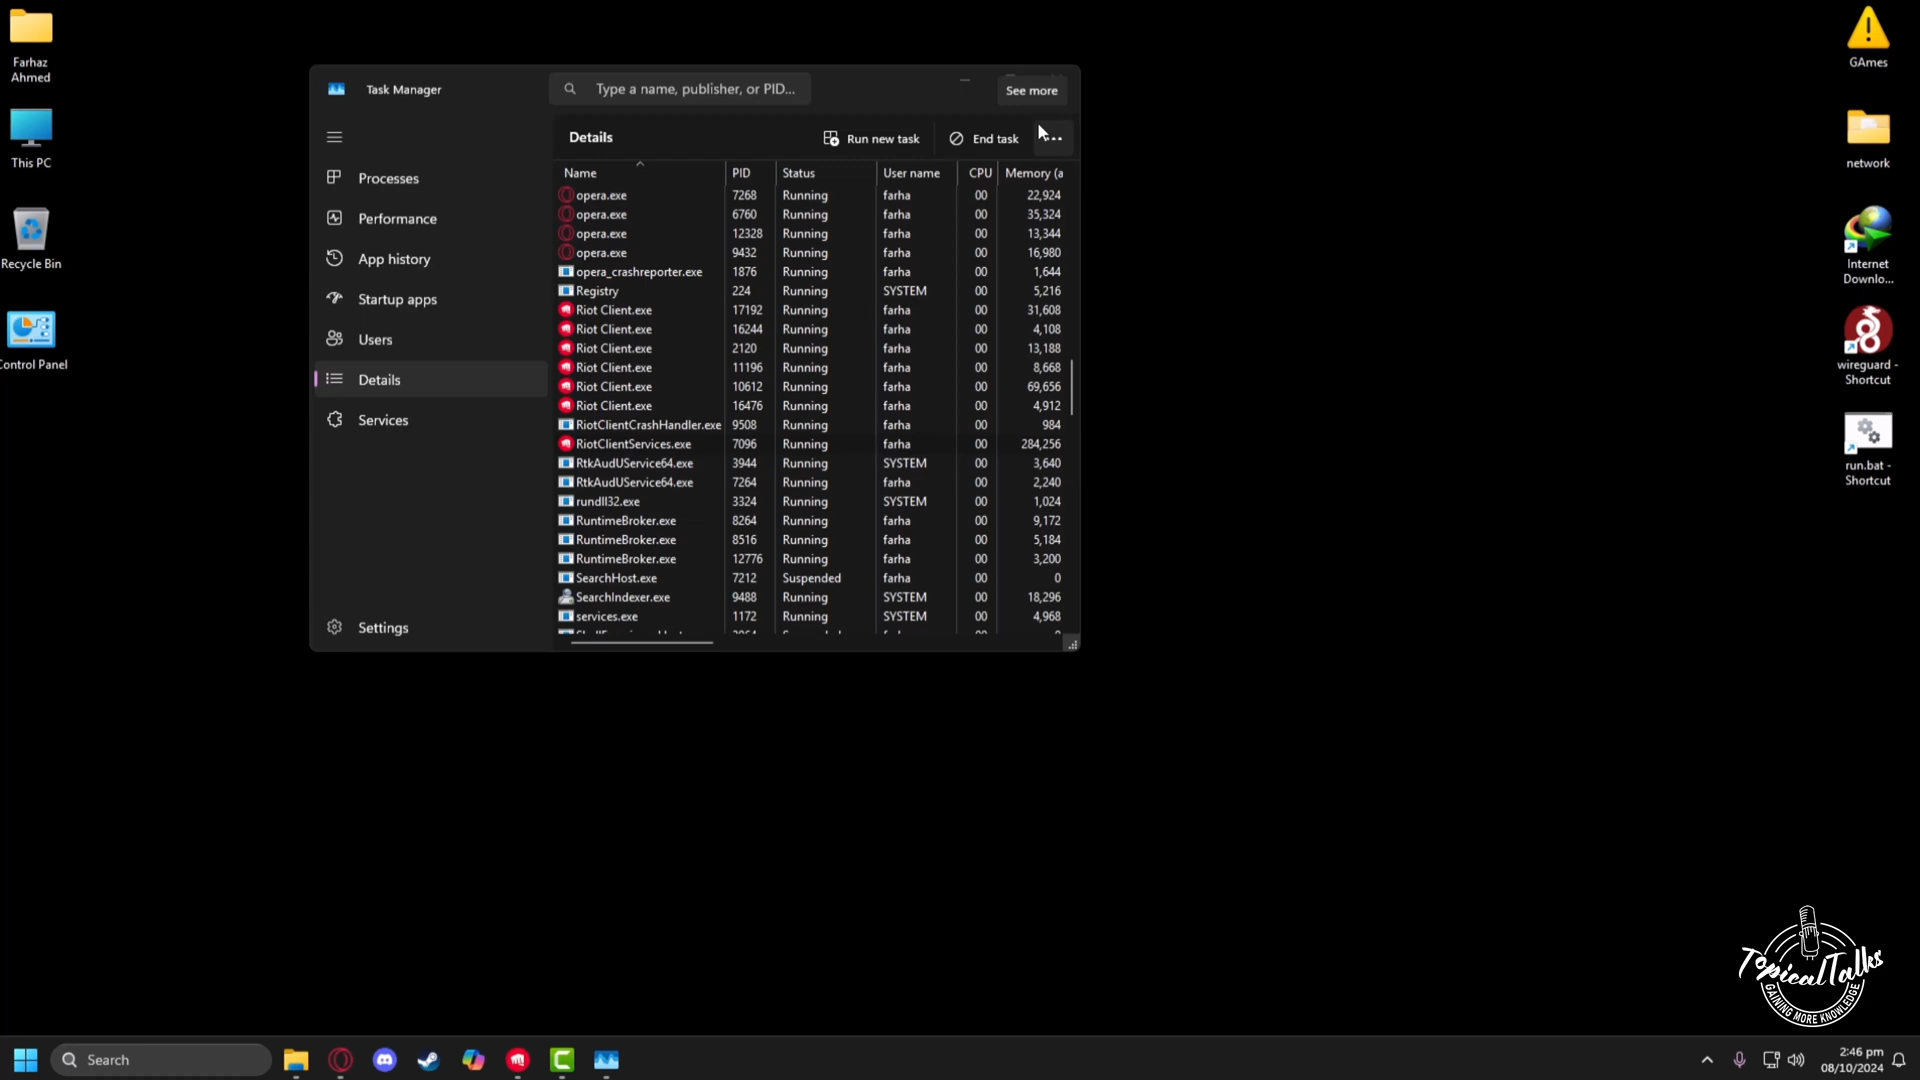 Farhaz
Ahmed
This PC
Recycle Bin
Control Panel
Task Manager
Type a name, publisher, or PID...
See more
Details
Run new task
End task
Processes
Performance
App history
Startup apps
Users
Details
Services
Settings
Name PID Status User name CPU Memory (a
opera.exe 7268 Running farha 00 22,924
opera.exe 6760 Running farha 00 35,324
opera.exe 12328 Running farha 00 13,344
opera.exe 9432 Running farha 00 16,980
opera_crashreporter.exe 1876 Running farha 00 1,644
Registry 224 Running SYSTEM 00 5,216
Riot Client.exe 17192 Running farha 00 31,608
Riot Client.exe 16244 Running farha 00 4,108
Riot Client.exe 2120 Running farha 00 13,188
Riot Client.exe 11196 Running farha 00 8,668
Riot Client.exe 10612 Running farha 00 69,656
Riot Client.exe 16476 Running farha 00 4,912
RiotClientCrashHandler.exe 9508 Running farha 00 984
RiotClientServices.exe 7096 Running farha 00 284,256
RtkAudUService64.exe 3944 Running SYSTEM 00 3,640
RtkAudUService64.exe 7264 Running farha 00 2,240
rundll32.exe 3324 Running SYSTEM 00 1,024
RuntimeBroker.exe 8264 Running farha 00 9,172
RuntimeBroker.exe 8516 Running farha 00 5,184
RuntimeBroker.exe 12776 Running farha 00 3,200
SearchHost.exe 7212 Suspended farha 00 0
SearchIndexer.exe 9488 Running SYSTEM 00 18,296
services.exe 1172 Running SYSTEM 00 4,968
GAmes
network
Internet
Downlo...
wireguard -
Shortcut
run.bat -
Shortcut
TopicalTalks
GAINING MORE KNOWLEDGE
Search
2:46 pm
08/10/2024